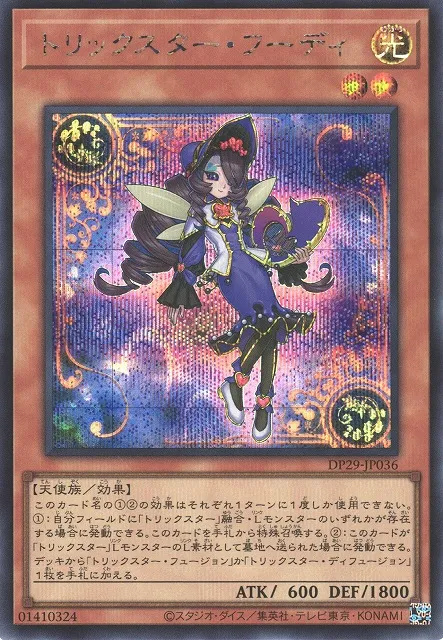 トリックスター・フーディ
光
DP29-JP036
【天使族／効果】
このカード名の①②の効果はそれぞれ1ターンに1度しか使用できない。
①：自分フィールドに「トリックスター」融合・Lモンスターのいずれかが存在
する場合に発動できる。このカードを手札から特殊召喚する。②：このカードが
「トリックスター」LモンスターのL素材として墓地へ送られた場合に発動できる。
デッキから「トリックスター・フュージョン」か「トリックスター・ディフュージョン」
1枚を手札に加える。
ATK/ 600 DEF/1800
01410324 ©スタジオ・ダイス／集英社・テレビ東京・KONAMI